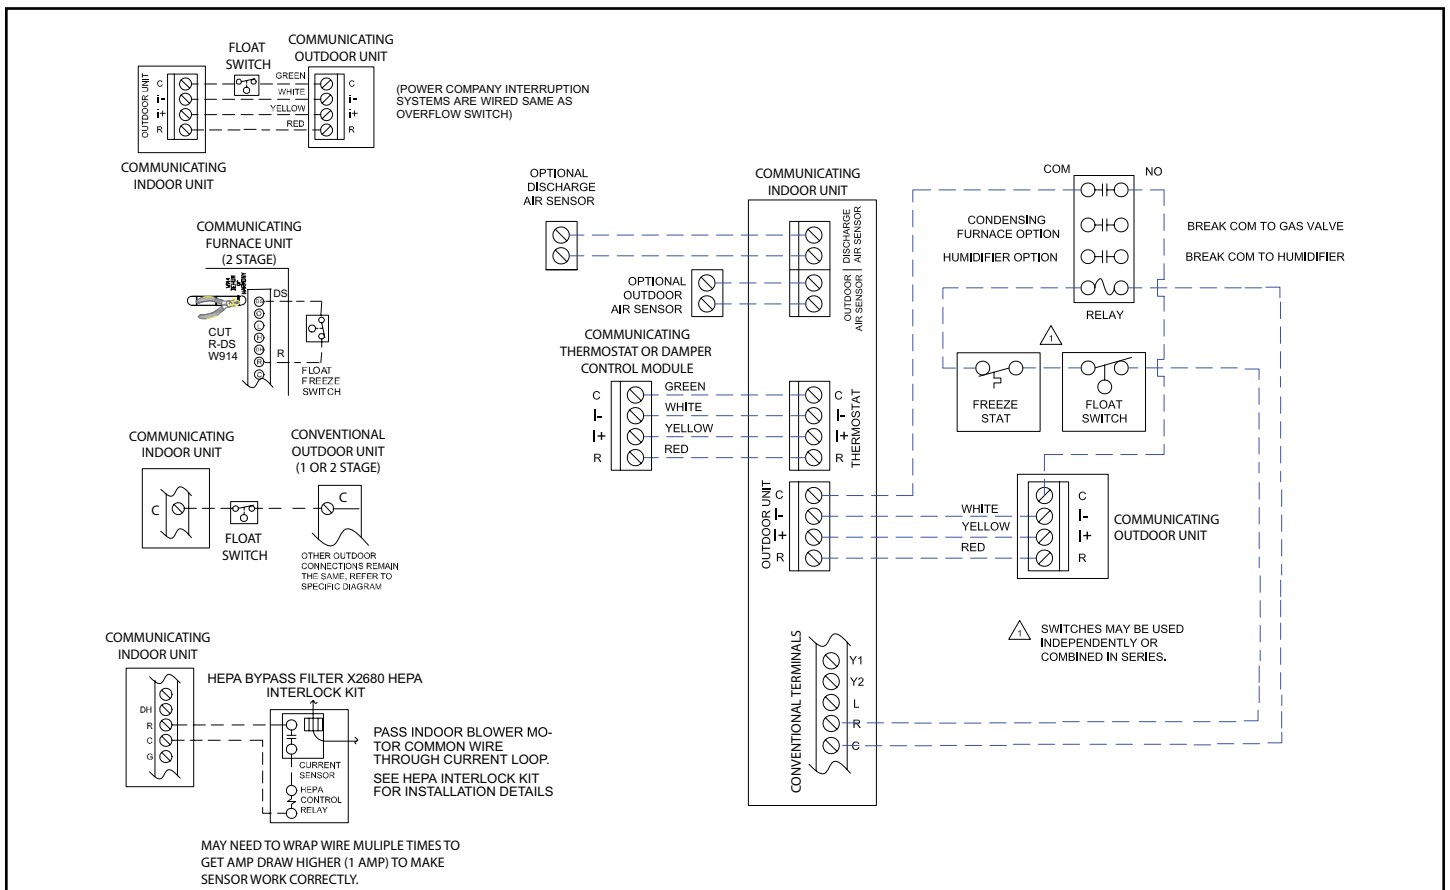 COMMUNICATING
OUTDOOR UNIT
FLOAT
SWITCH
OUTDOOR UNIT
C
i-
i+
R
GREEN
WHITE
YELLOW
RED
C
i-
i+
R
(POWER COMPANY INTERRUPTION
SYSTEMS ARE WIRED SAME AS
OVERFLOW SWITCH)
COMMUNICATING
INDOOR UNIT
COMMUNICATING
FURNACE UNIT
(2 STAGE)
DS
CUT
R-DS
W914
DS
G
L
H
DH
R
C
R
FLOAT
FREEZE
SWITCH
COMMUNICATING
INDOOR UNIT
C
FLOAT
SWITCH
CONVENTIONAL
OUTDOOR UNIT
(1 OR 2 STAGE)
C
OTHER OUTDOOR
CONNECTIONS REMAIN
THE SAME, REFER TO
SPECIFIC DIAGRAM
COMMUNICATING
INDOOR UNIT
DH
R
C
G
HEPA BYPASS FILTER X2680 HEPA
INTERLOCK KIT
CURRENT
SENSOR
HEPA
CONTROL
RELAY
PASS INDOOR BLOWER MO-
TOR COMMON WIRE
THROUGH CURRENT LOOP.
SEE HEPA INTERLOCK KIT
FOR INSTALLATION DETAILS
MAY NEED TO WRAP WIRE MULIPLE TIMES TO
GET AMP DRAW HIGHER (1 AMP) TO MAKE
SENSOR WORK CORRECTLY.
OPTIONAL
DISCHARGE
AIR SENSOR
OPTIONAL
OUTDOOR
AIR SENSOR
COMMUNICATING
THERMOSTAT OR DAMPER
CONTROL MODULE
C
I-
I+
R
GREEN
WHITE
YELLOW
RED
COMMUNICATING
INDOOR UNIT
DISCHARGE
AIR SENSOR
OUTDOOR
AIR SENSOR
C
I-
I+
R
THERMOSTAT
OUTDOOR UNIT
C
I-
I+
R
CONVENTIONAL TERMINALS
Y1
Y2
L
R
C
COM
NO
CONDENSING
FURNACE OPTION
BREAK COM TO GAS VALVE
HUMIDIFIER OPTION
BREAK COM TO HUMIDIFIER
RELAY
1
FREEZE
STAT
FLOAT
SWITCH
WHITE
YELLOW
RED
C
I-
I+
R
COMMUNICATING
OUTDOOR UNIT
1
SWITCHES MAY BE USED
INDEPENDENTLY OR
COMBINED IN SERIES.